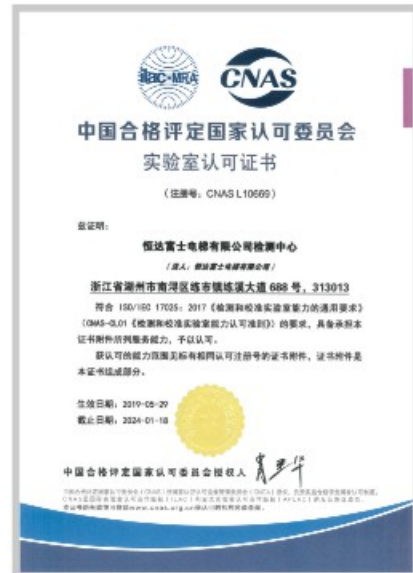 ilac-MRA
CNAS
中国合格评定国家认可委员会
实验室认可证书
（注册号：CNAS L10669）
兹证明：
恒达富士电梯有限公司检测中心
（法人：恒达富士电梯有限公司）
浙江省湖州市南浔区练市镇练溪大道 688 号，313013
符合 ISO/IEC 17025：2017《检测和校准实验室能力的通用要求》
（CNAS-CL01《检测和校准实验室能力认可准则》）的要求，具备承担本
证书附件所列服务能力，予以认可。
获认可的能力范围见标有相同认可注册号的证书附件，证书附件是
本证书组成部分。
生效日期：2019-05-29
截止日期：2024-01-18
中国合格评定国家认可委员会授权人